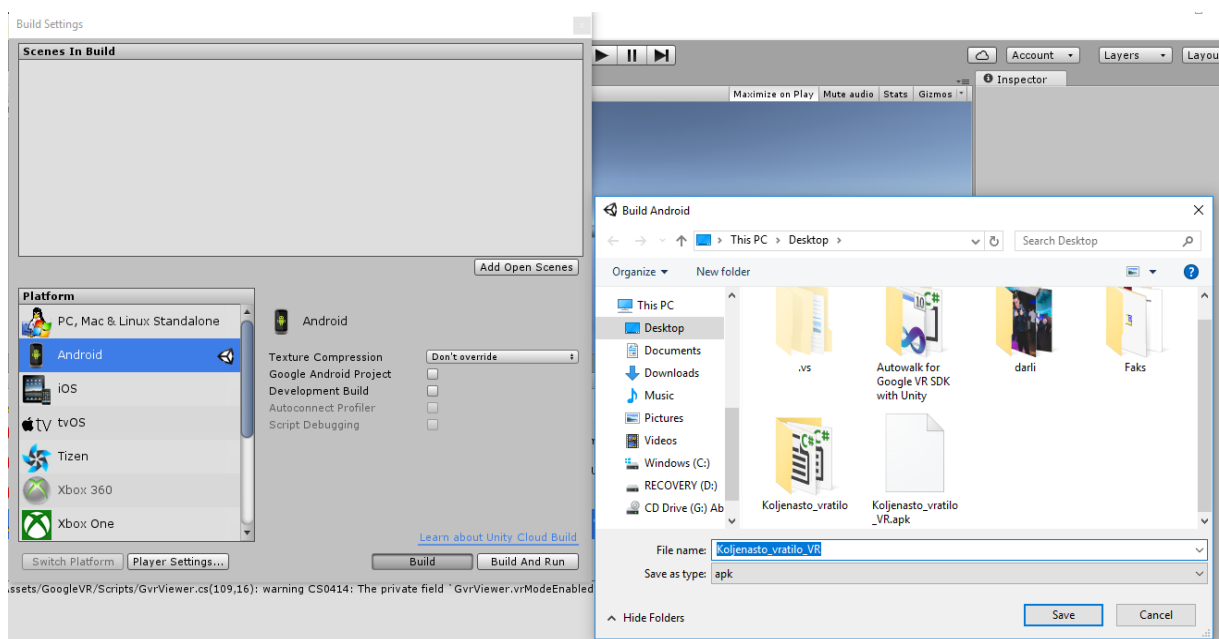 Build Settings
Scenes In Build
Add Open Scenes
Platform
PC, Mac & Linux Standalone
Android
iOS
tv tvOS
Tizen
Xbox 360
Xbox One
Android
Texture Compression Don't override
Google Android Project
Development Build
Autoconnect Profiler
Script Debugging
Learn about Unity Cloud Build
Switch Platform Player Settings... Build Build And Run
ssets/GoogleVR/Scripts/GvrViewer.cs(109,16): warning CS0414: The private field `GvrViewer.vrModeEnabled
Account Layers Layou
Inspector
Maximize on Play Mute audio Stats Gizmos
Build Android
This PC > Desktop >
Search Desktop
Organize New folder
This PC
Desktop
Documents
Downloads
Music
Pictures
Videos
Windows (C:)
RECOVERY (D:)
CD Drive (G:) Ab
.vs
Autowalk for
Google VR SDK
with Unity
darli
Faks
Koljenasto_vratilo
Koljenasto_vratilo
_VR.apk
File name: Koljenasto_vratilo_VR
Save as type: apk
Hide Folders
Save Cancel